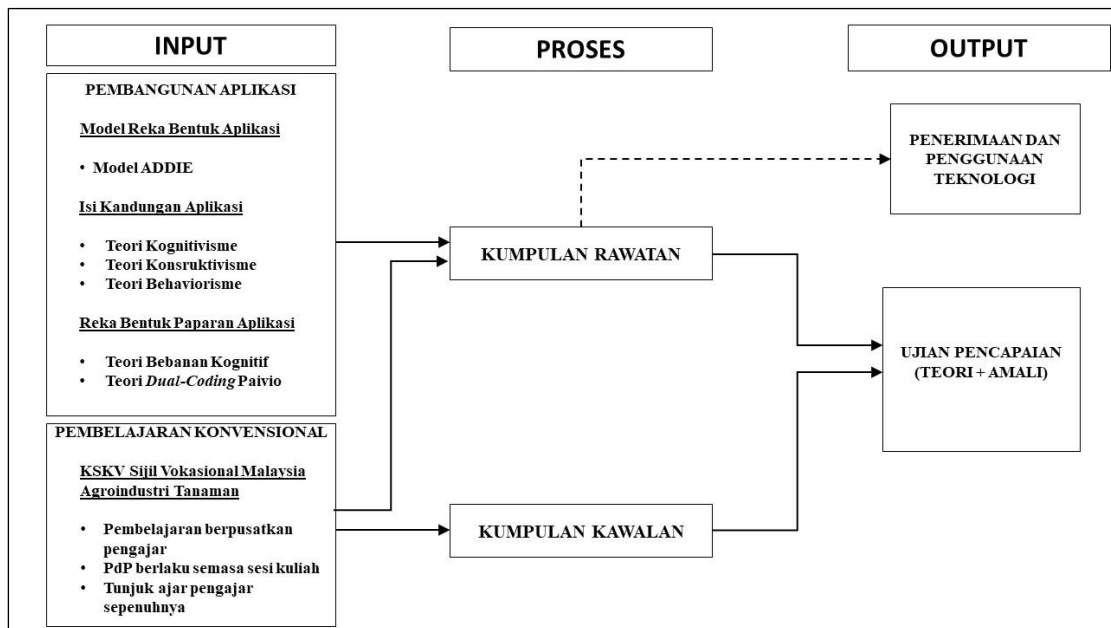 INPUT
PEMBANGUNAN APLIKASI
Model Reka Bentuk Aplikasi
• Model ADDIE
Isi Kandungan Aplikasi
• Teori Kognitivisme
• Teori Konsruktivisme
• Teori Behaviorisme
Reka Bentuk Paparan Aplikasi
• Teori Bebanan Kognitif
• Teori Dual-Coding Paivio
PEMBELAJARAN KONVENSIONAL
KSKV Sijil Vokasional Malaysia
Agroindustri Tanaman
• Pembelajaran berpusatkan
pengajar
• PdP berlaku semasa sesi kuliah
• Tunjuk ajar pengajar
sepenuhnya
PROSES
KUMPULAN RAWATAN
KUMPULAN KAWALAN
OUTPUT
PENERIMAAN DAN
PENGGUNAAN
TEKNOLOGI
UJIAN PENCAPAIAN
(TEORI + AMALI)